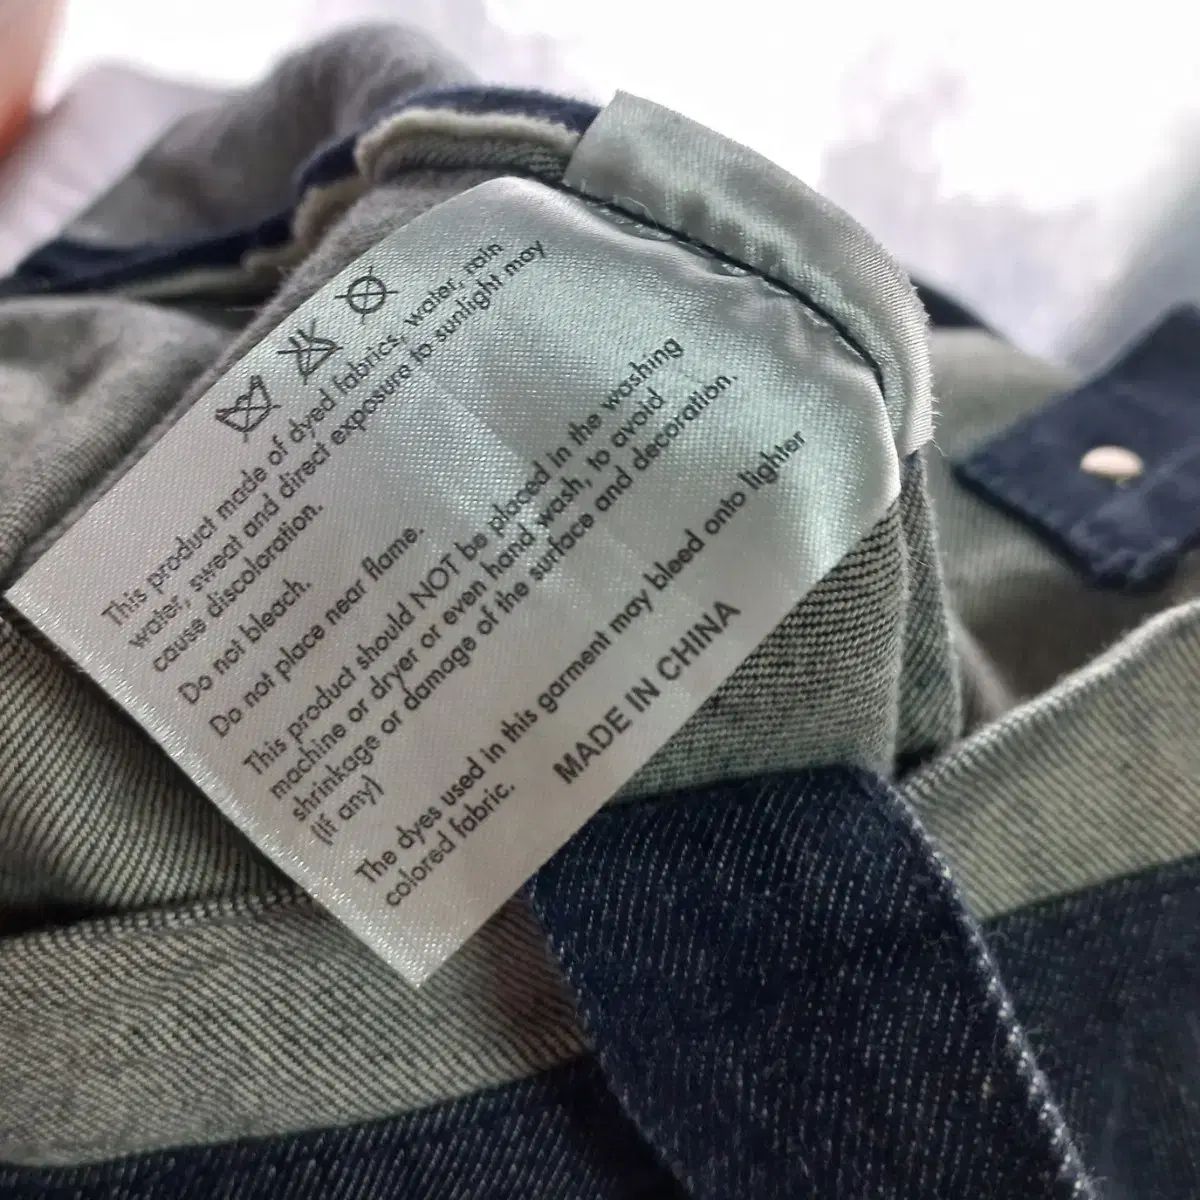 This product made of dyed fabrics, water, rain
water, sweat and direct exposure to sunlight may
cause discoloration.
Do not bleach.
Do not place near flame.
This product should NOT be placed in the washing
machine or dryer or even hand wash, to avoid
shrinkage or damage of the surface and decoration.
(If any)
The dyes used in this garment may bleed onto lighter
colored fabric.
MADE IN CHINA